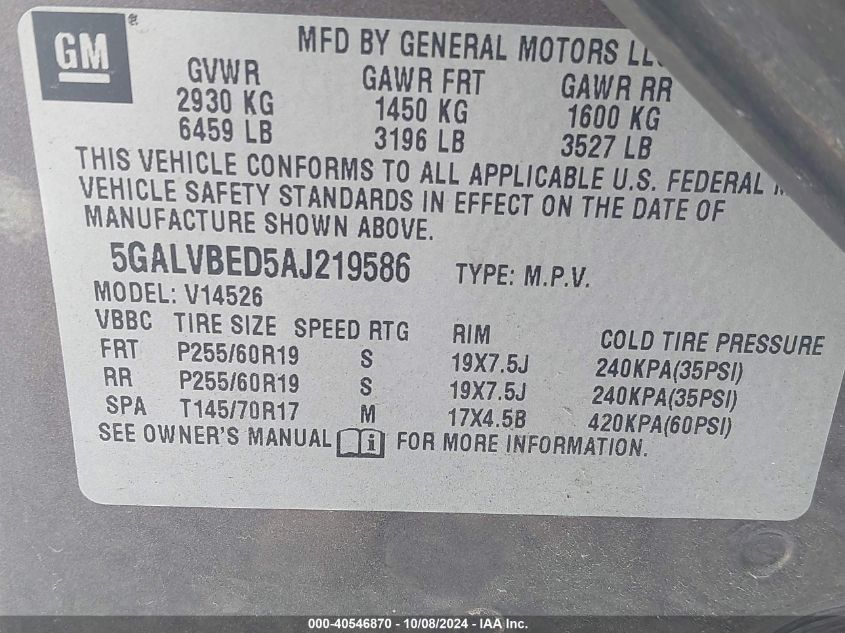 GM ®
MFD BY GENERAL MOTORS LLC
GVWR GAWR FRT GAWR RR
2930 KG 1450 KG 1600 KG
6459 LB 3196 LB 3527 LB
THIS VEHICLE CONFORMS TO ALL APPLICABLE U.S. FEDERAL
VEHICLE SAFETY STANDARDS IN EFFECT ON THE DATE OF
MANUFACTURE SHOWN ABOVE.
5GALVBED5AJ219586 TYPE: M.P.V.
MODEL: V14526
VBBC TIRE SIZE SPEED RTG RIM COLD TIRE PRESSURE
FRT P255/60R19 S 19X7.5J 240KPA(35PSI)
RR P255/60R19 S 19X7.5J 240KPA(35PSI)
SPA T145/70R17 M 17X4.5B 420KPA(60PSI)
SEE OWNER'S MANUAL i FOR MORE INFORMATION.
000-40546870 - 10/08/2024 - IAA Inc.